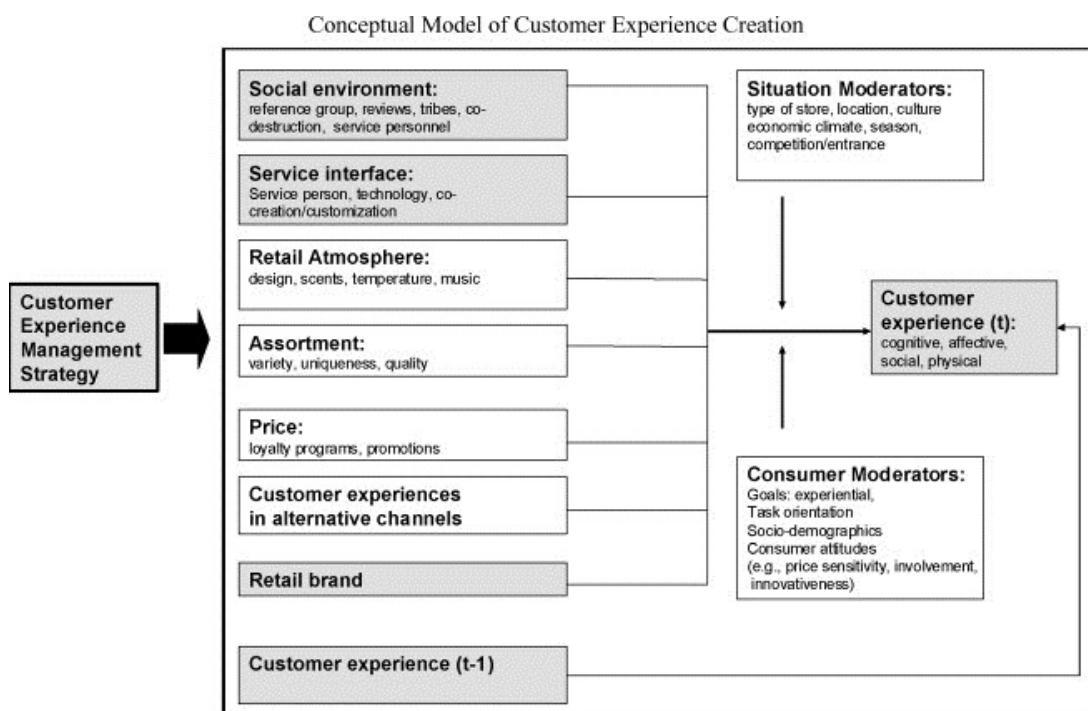 Conceptual Model of Customer Experience Creation
Customer
Experience
Management
Strategy
Social environment:
reference group, reviews, tribes, co-
destruction, service personnel
Service interface:
Service person, technology, co-
creation/customization
Retail Atmosphere:
design, scents, temperature, music
Assortment:
variety, uniqueness, quality
Price:
loyalty programs, promotions
Customer experiences
in alternative channels
Retail brand
Customer experience (t-1)
Situation Moderators:
type of store, location, culture
economic climate, season,
competition/entrance
Consumer Moderators:
Goals: experiential,
Task orientation
Socio-demographics
Consumer attitudes
(e.g., price sensitivity, involvement,
innovativeness)
Customer
experience (t):
cognitive, affective,
social, physical